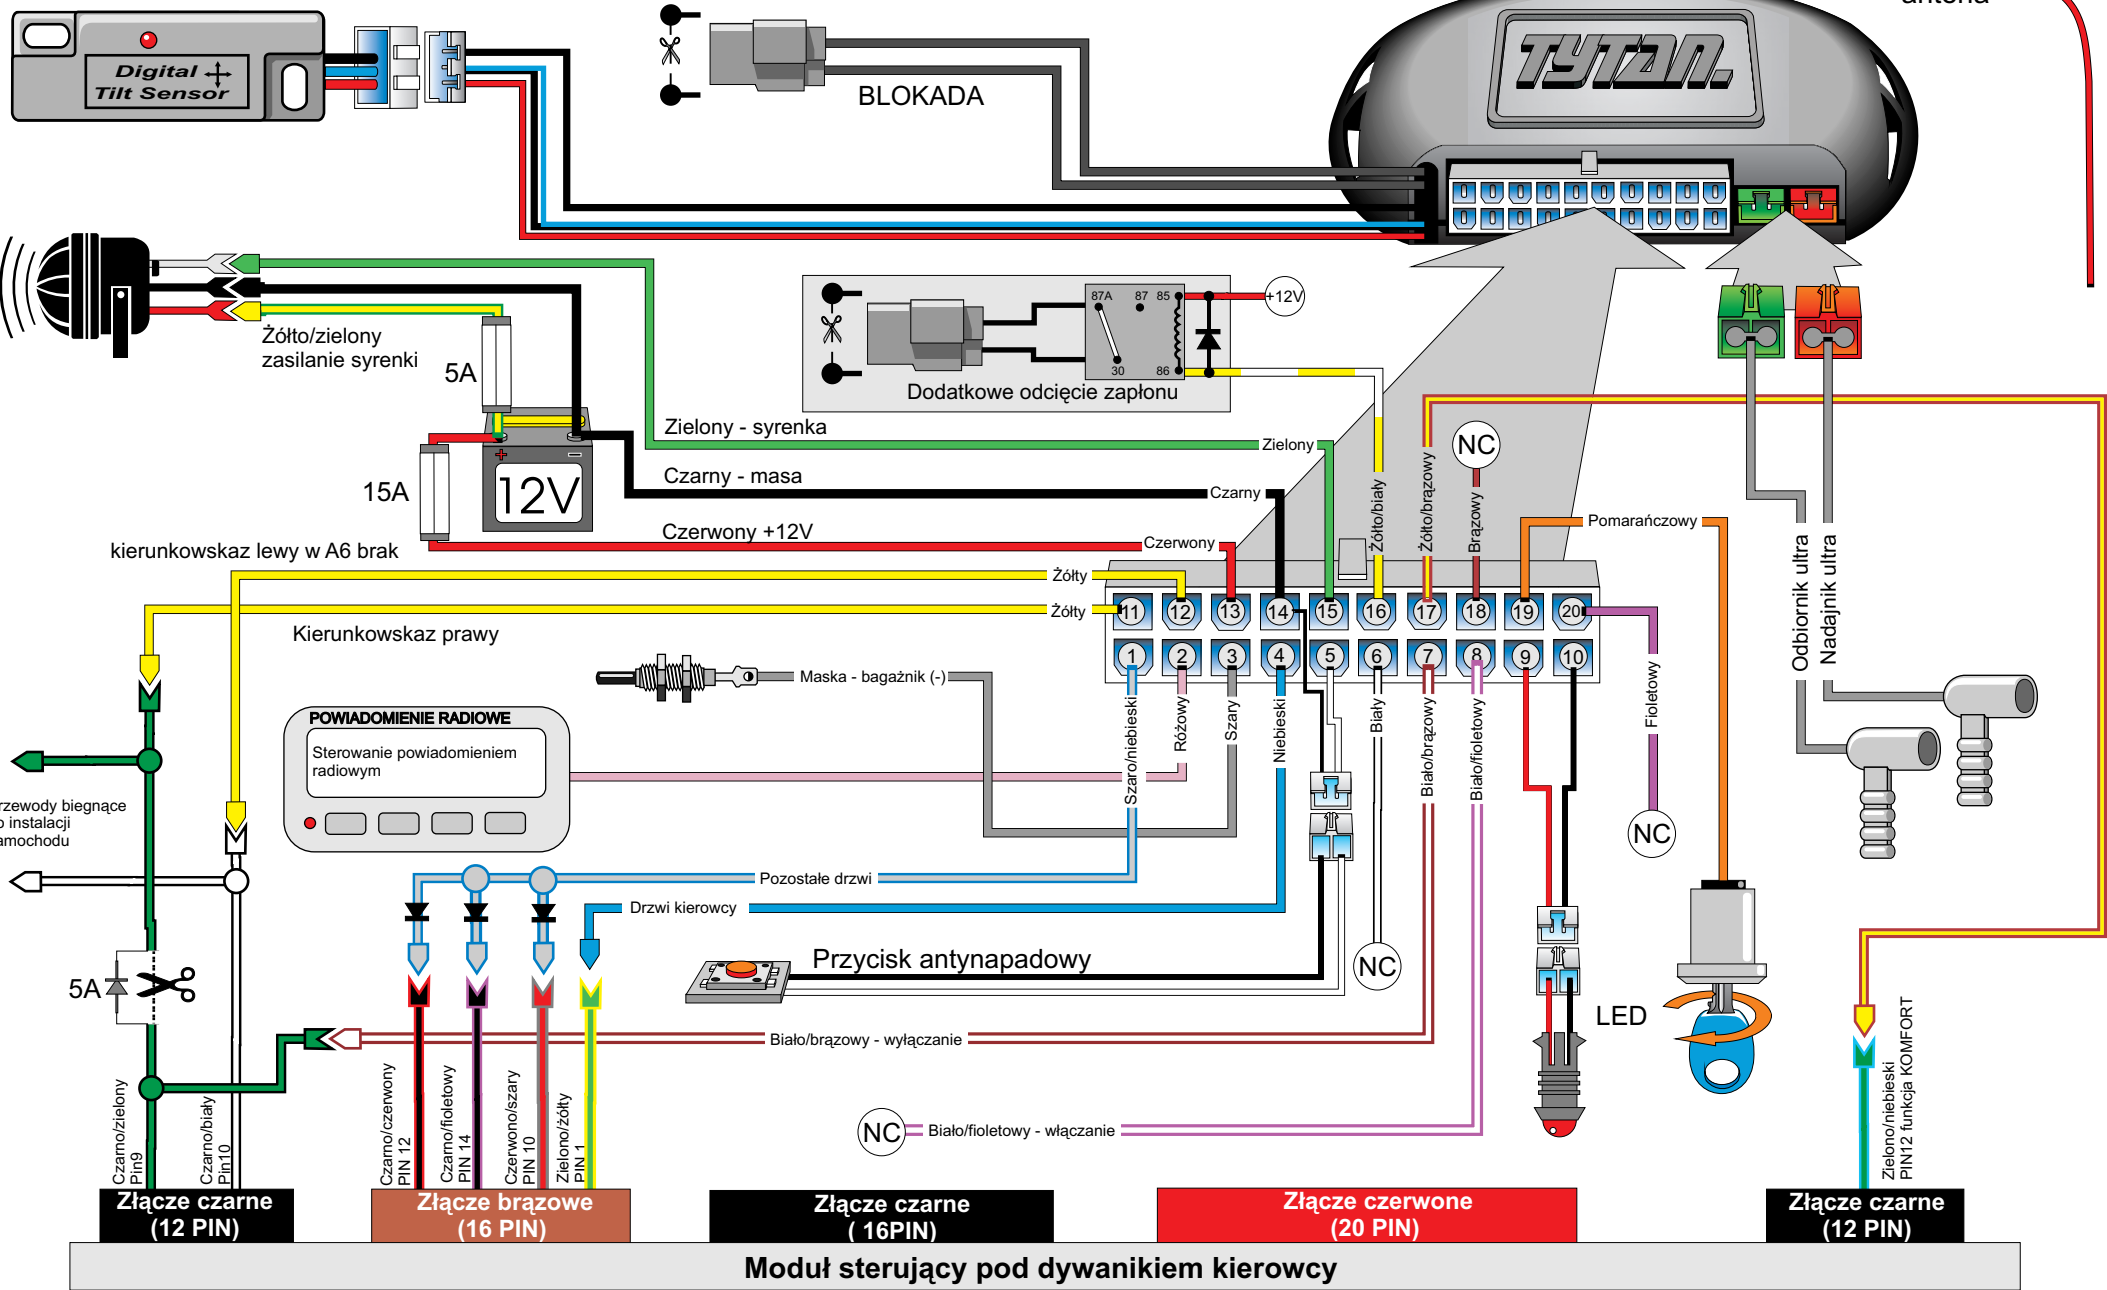 antena
Digital
Tilt Sensor
BLOKADA
TYTAN.
Żółto/zielony
zasilanie syrenki
5A
87A 87 85
30 86
+12V
Dodatkowe odcięcie zapłonu
Zielony - syrenka
Zielony
NC
+ −
12V
15A
Czarny - masa
Czarny
Czerwony +12V
Czerwony
kierunkowskaz lewy w A6 brak
Żółty
Żółty
Kierunkowskaz prawy
Żółto/biały
Żółto/brązowy
Brązowy
Pomarańczowy
Odbiornik ultra
Nadajnik ultra
11 12 13 14 15 16 17 18 19 20
1 2 3 4 5 6 7 8 9 10
Maska - bagażnik (-)
Szaro/niebieski
Różowy
Szary
Niebieski
Biały
Biało/brązowy
Biało/fioletowy
Fioletowy
NC
POWIADOMIENIE RADIOWE
Sterowanie powiadomieniem
radiowym
rzewody biegnące
o instalacji
amochodu
Pozostałe drzwi
Drzwi kierowcy
Przycisk antynapadowy
NC
5A
LED
Biało/brązowy - wyłączanie
NC
Biało/fioletowy - włączanie
Czarno/zielony
Pin9
Czarno/biały
Pin10
Czarno/czerwony
PIN 12
Czarno/fioletowy
PIN 14
Czerwono/szary
PIN 10
Zielono/żółty
PIN 1
Zielono/niebieski
PIN12 funkcja KOMFORT
Złącze czarne
(12 PIN)
Złącze brązowe
(16 PIN)
Złącze czarne
( 16PIN)
Złącze czerwone
(20 PIN)
Złącze czarne
(12 PIN)
Moduł sterujący pod dywanikiem kierowcy